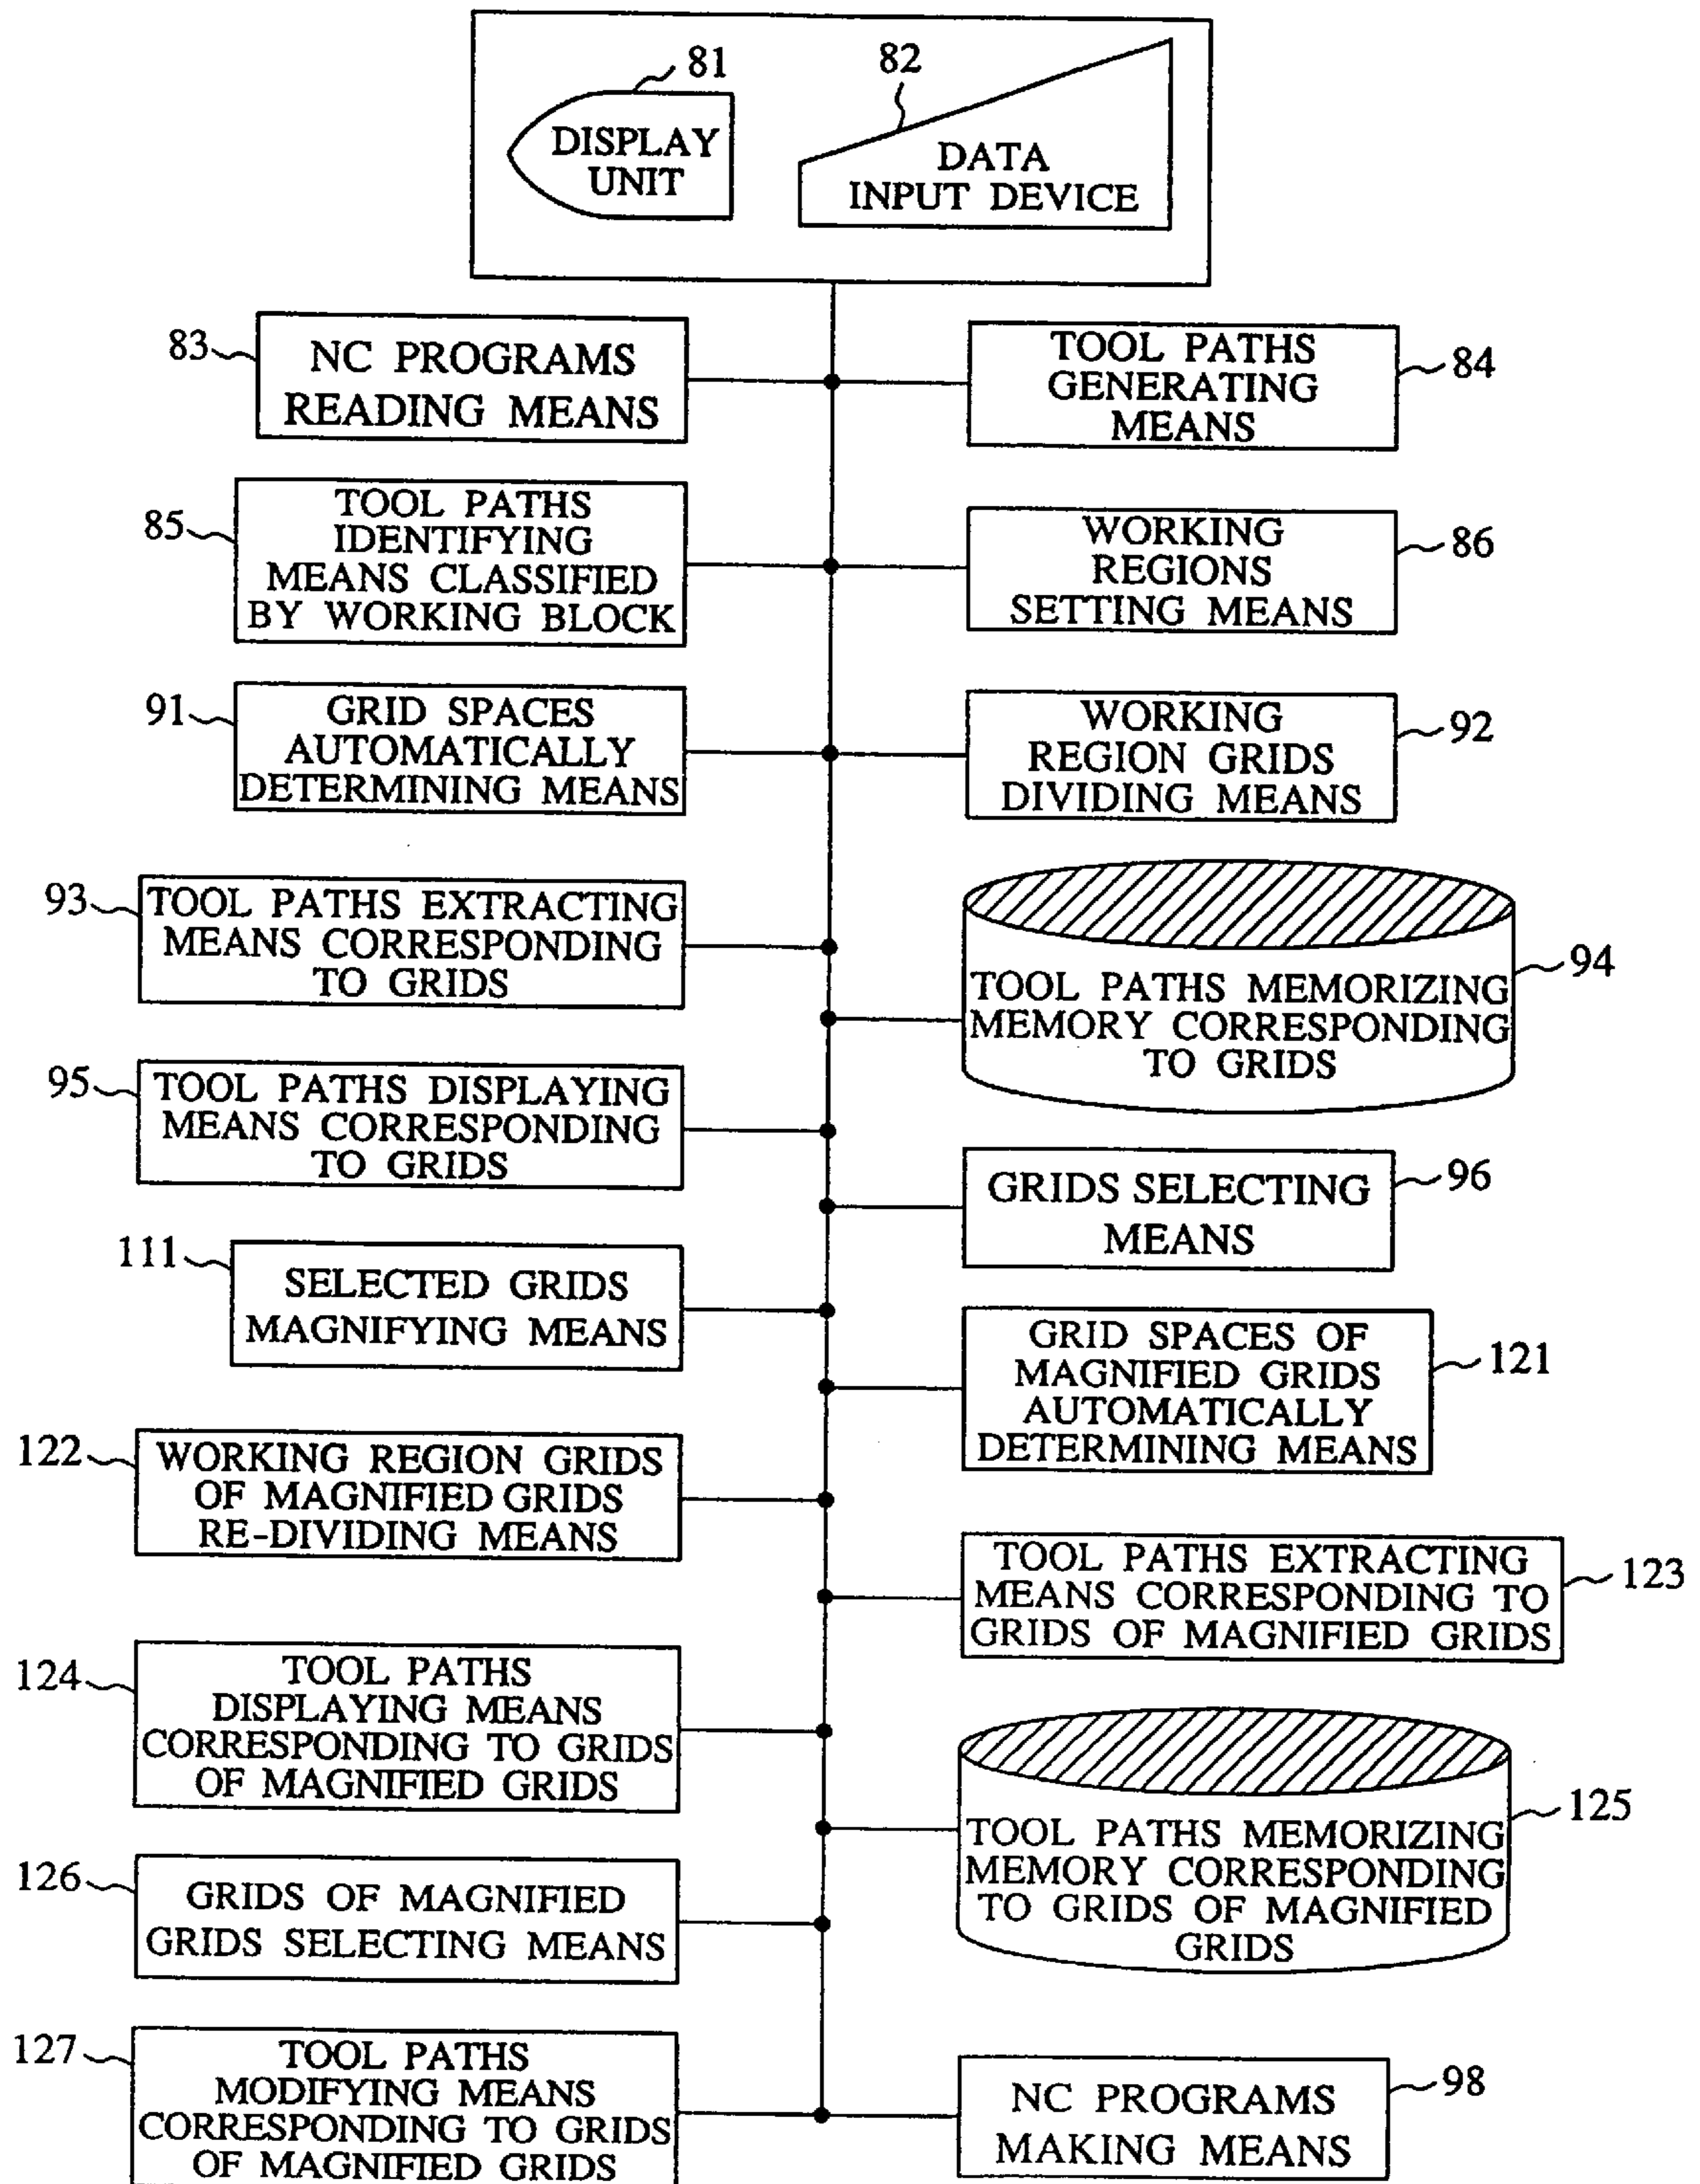 81
82
DISPLAY
UNIT
DATA
INPUT DEVICE
83
NC PROGRAMS
READING MEANS
TOOL PATHS
GENERATING
MEANS
84
85
TOOL PATHS
IDENTIFYING
MEANS CLASSIFIED
BY WORKING BLOCK
WORKING
REGIONS
SETTING MEANS
86
91
GRID SPACES
AUTOMATICALLY
DETERMINING MEANS
WORKING
REGION GRIDS
DIVIDING MEANS
92
93
TOOL PATHS EXTRACTING
MEANS CORRESPONDING
TO GRIDS
TOOL PATHS MEMORIZING
MEMORY CORRESPONDING
TO GRIDS
94
95
TOOL PATHS DISPLAYING
MEANS CORRESPONDING
TO GRIDS
GRIDS SELECTING
MEANS
96
111
SELECTED GRIDS
MAGNIFYING MEANS
GRID SPACES OF
MAGNIFIED GRIDS
AUTOMATICALLY
DETERMINING MEANS
121
122
WORKING REGION GRIDS
OF MAGNIFIED GRIDS
RE-DIVIDING MEANS
TOOL PATHS EXTRACTING
MEANS CORRESPONDING TO
GRIDS OF MAGNIFIED GRIDS
123
124
TOOL PATHS
DISPLAYING MEANS
CORRESPONDING TO GRIDS
OF MAGNIFIED GRIDS
TOOL PATHS MEMORIZING
MEMORY CORRESPONDING
TO GRIDS OF MAGNIFIED
GRIDS
125
126
GRIDS OF MAGNIFIED
GRIDS SELECTING MEANS
127
TOOL PATHS
MODIFYING MEANS
CORRESPONDING TO GRIDS
OF MAGNIFIED GRIDS
NC PROGRAMS
MAKING MEANS
98